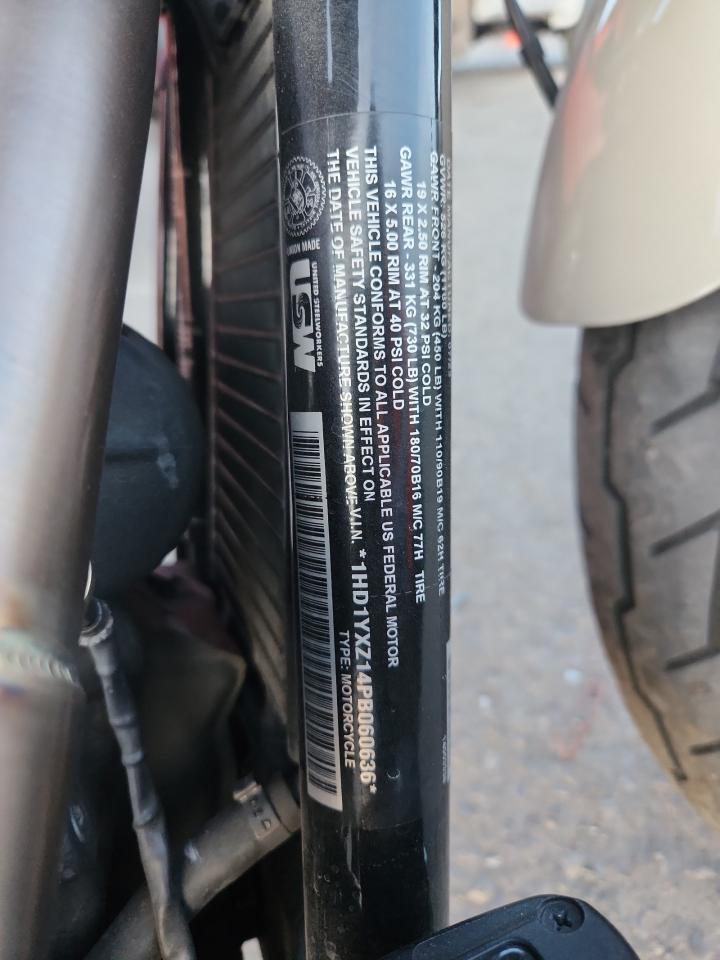 GAWR FRONT - 204 KG (450 LB) WITH 110/90B19 M/C 62H TIRE
19 X 2.50 RIM AT 32 PSI COLD
GAWR REAR - 331 KG (730 LB) WITH 180/70B16 M/C 77H TIRE
16 X 5.00 RIM AT 40 PSI COLD
THIS VEHICLE CONFORMS TO ALL APPLICABLE US FEDERAL MOTOR
VEHICLE SAFETY STANDARDS IN EFFECT ON
THE DATE OF MANUFACTURE SHOWN ABOVE V.I.N. *1HD1YXZ14PB060636*
TYPE: MOTORCYCLE
UNION MADE
USW
UNITED STEELWORKERS